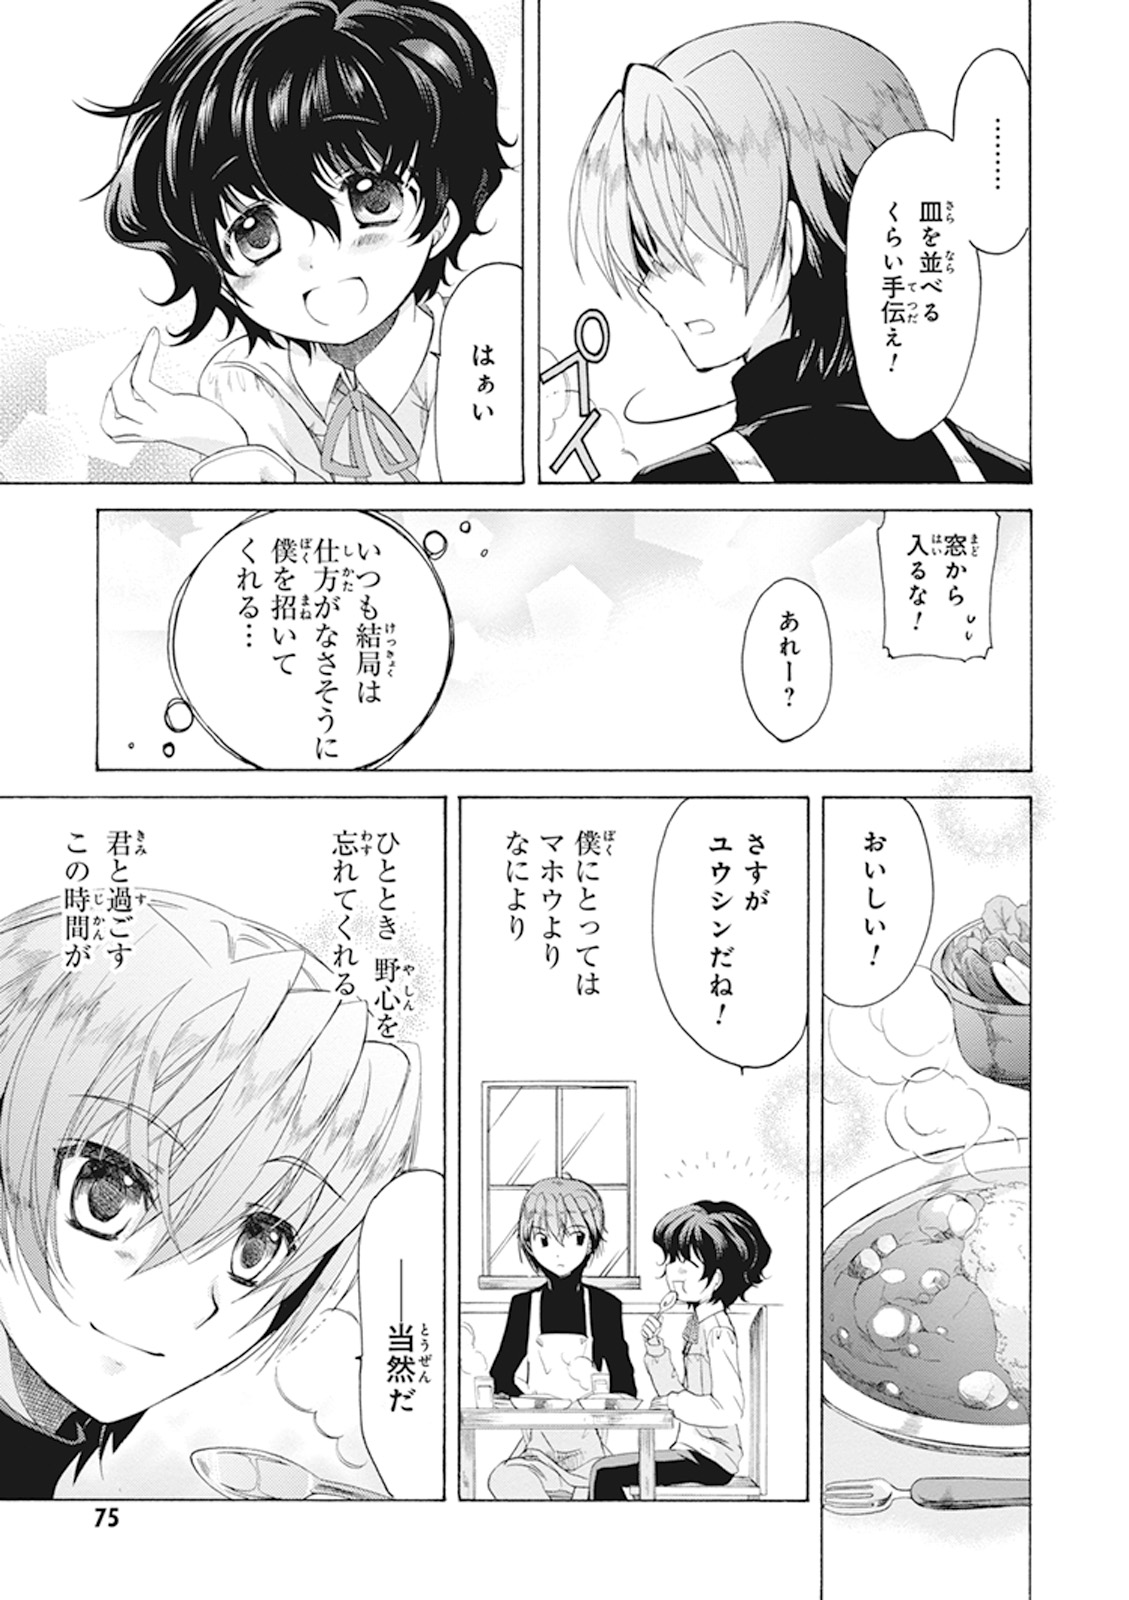 ………
皿を並べる
くらい手伝え！
プイッ
はぁい
窓から
入るな！
あれー？
いつも結局は
仕方がなさそうに
僕を招いて
くれる…
おいしい！
さすが
ユウシンだね！
僕にとっては
マホウより
なにより
ひととき 野心を
忘れてくれる
君と過ごす
この時間が
――当然だ
75